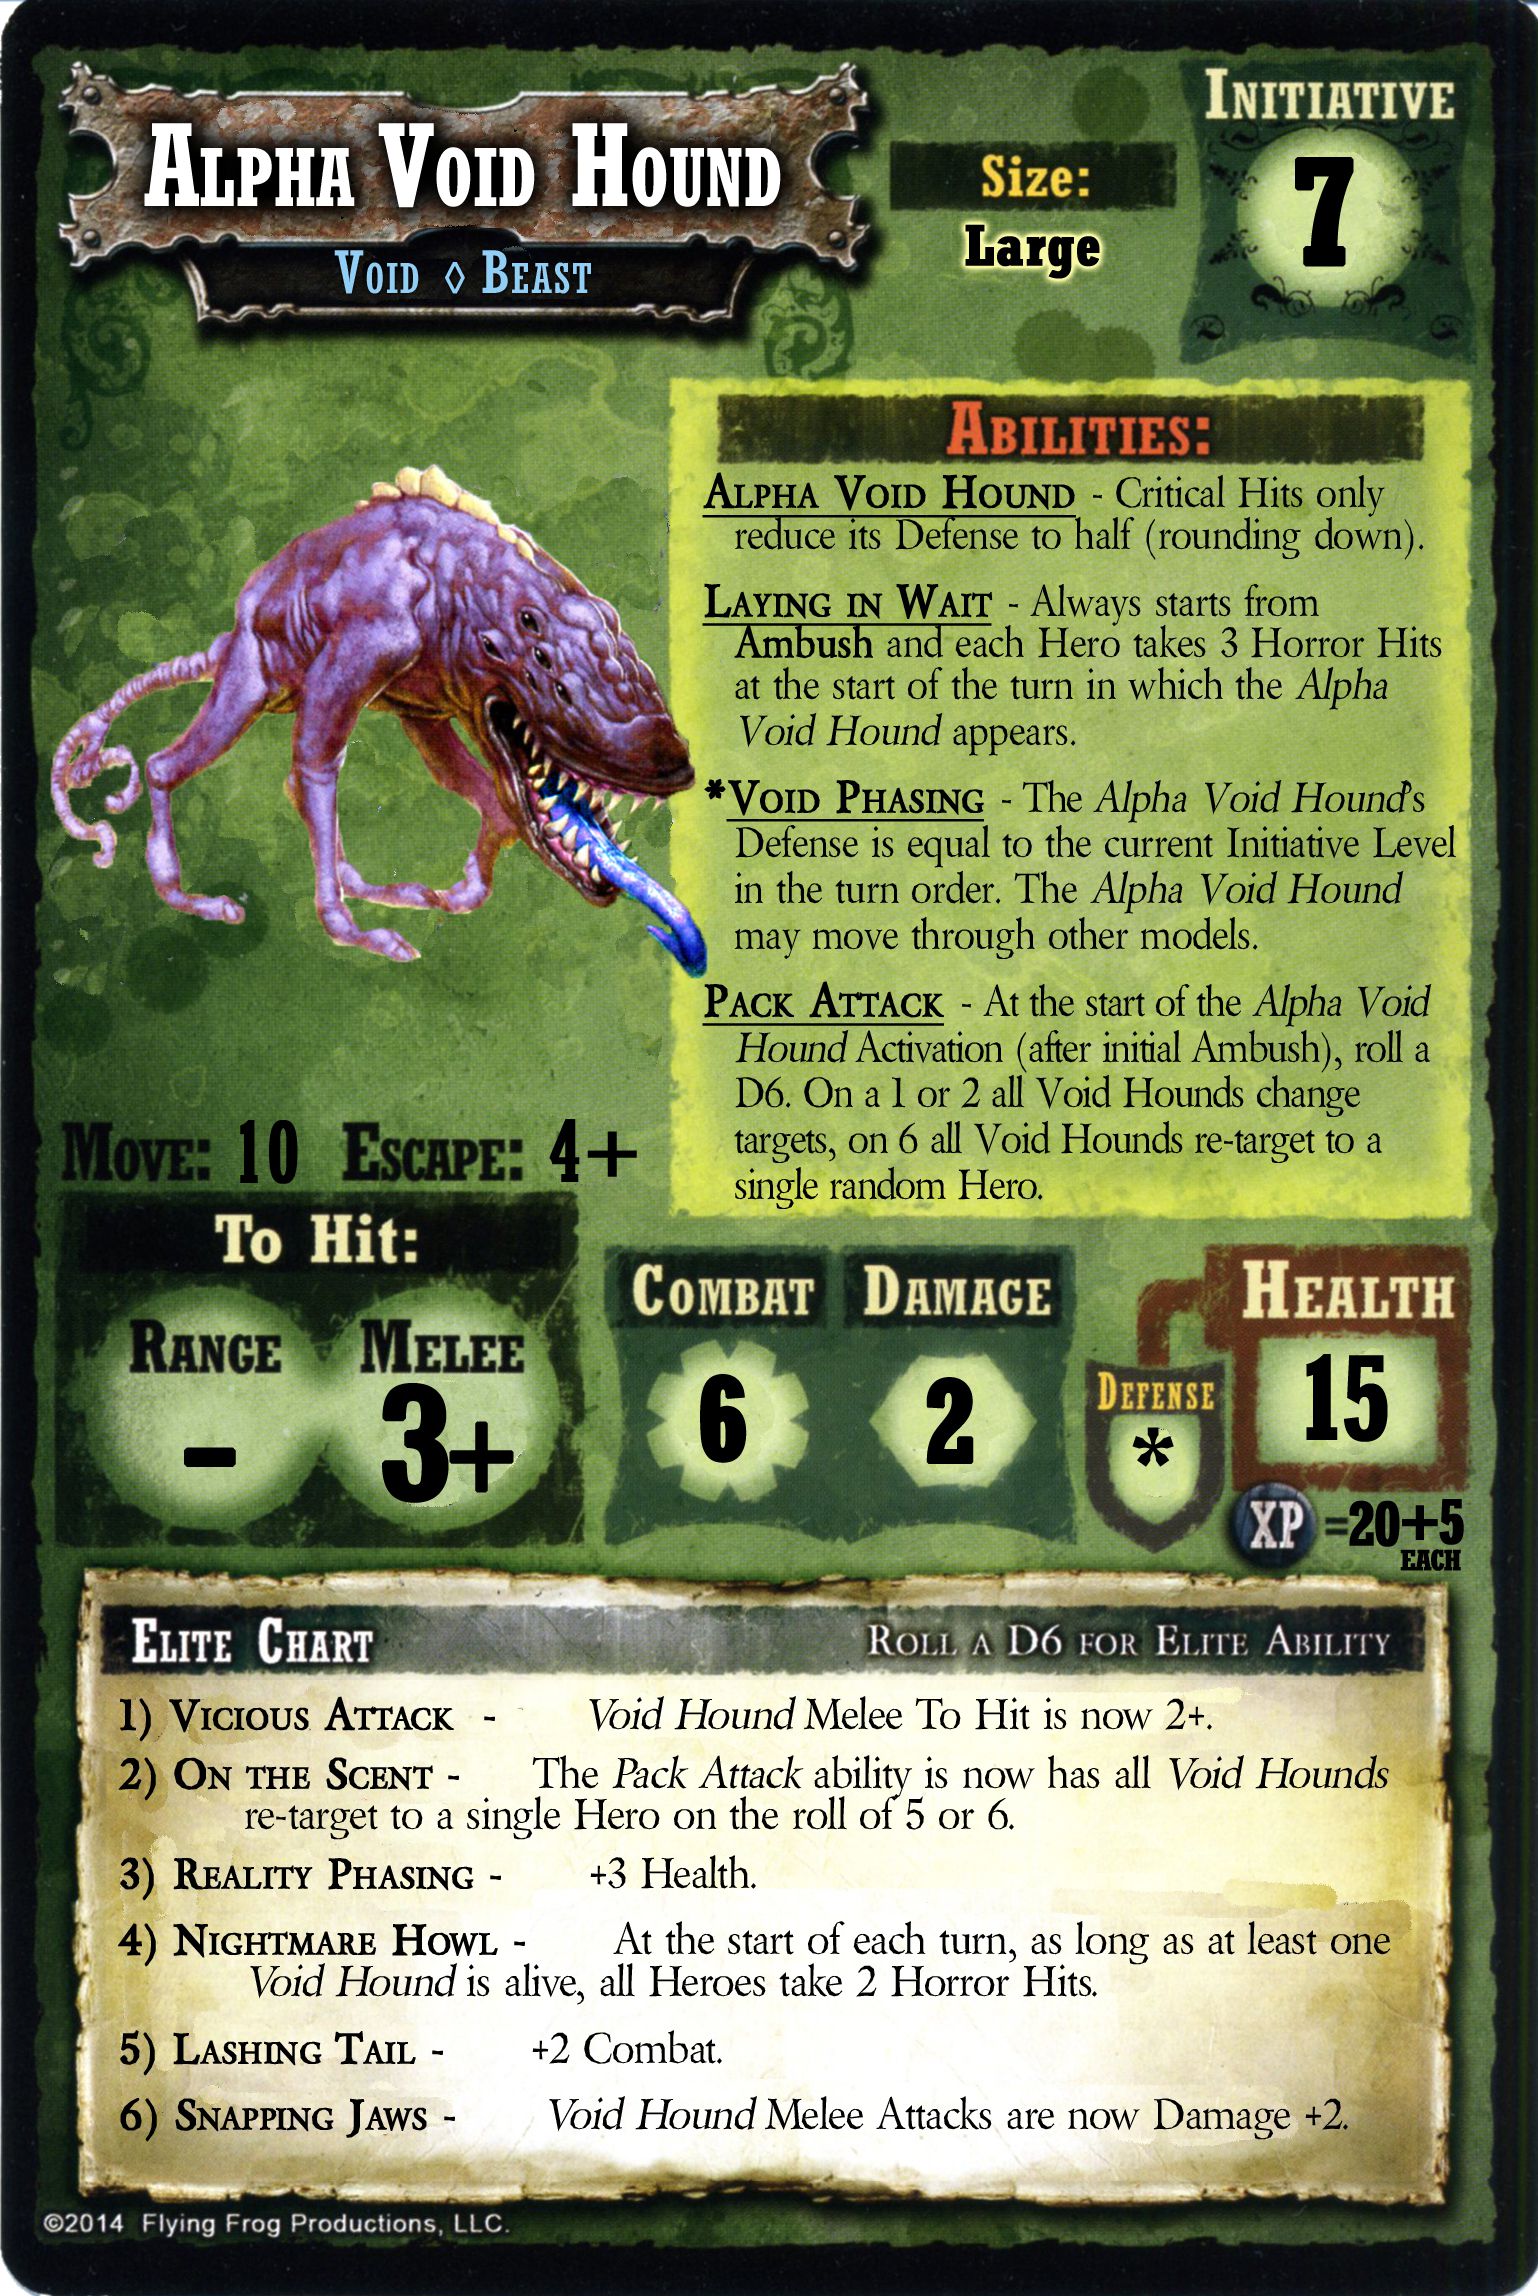 Alpha Void Hound
Void ◊ Beast
Size:
Large
Initiative
7
Abilities:
Alpha Void Hound - Critical Hits only
reduce its Defense to half (rounding down).
Laying in Wait - Always starts from
Ambush and each Hero takes 3 Horror Hits
at the start of the turn in which the Alpha
Void Hound appears.
*Void Phasing - The Alpha Void Hound's
Defense is equal to the current Initiative Level
in the turn order. The Alpha Void Hound
may move through other models.
Pack Attack - At the start of the Alpha Void
Hound Activation (after initial Ambush), roll a
D6. On a 1 or 2 all Void Hounds change
targets, on 6 all Void Hounds re-target to a
single random Hero.
Move: 10 Escape: 4+
To Hit:
Range Melee
- 3+
Combat
6
Damage
2
Defense
*
Health
15
XP =20+5
EACH
Elite Chart Roll a D6 for Elite Ability
1) Vicious Attack - Void Hound Melee To Hit is now 2+.
2) On the Scent - The Pack Attack ability is now has all Void Hounds
re-target to a single Hero on the roll of 5 or 6.
3) Reality Phasing - +3 Health.
4) Nightmare Howl - At the start of each turn, as long as at least one
Void Hound is alive, all Heroes take 2 Horror Hits.
5) Lashing Tail - +2 Combat.
6) Snapping Jaws - Void Hound Melee Attacks are now Damage +2.
©2014 Flying Frog Productions, LLC.